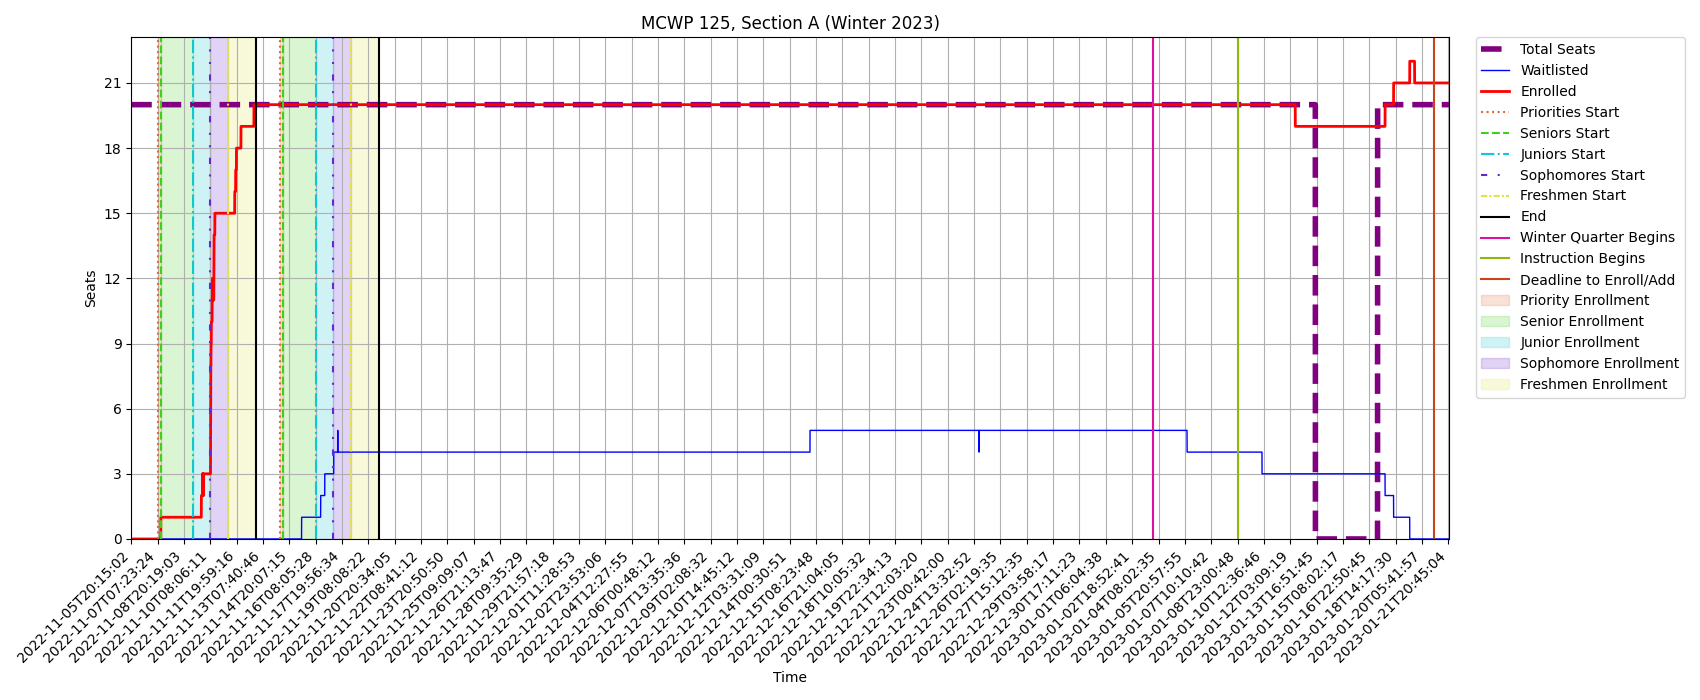 MCWP 125, Section A (Winter 2023)
Seats
21
18
15
12
9
6
3
0
2022-11-05T20:15:02
2022-11-07T07:23:24
2022-11-08T20:19:03
2022-11-10T08:06:11
2022-11-11T19:59:16
2022-11-13T07:40:46
2022-11-14T20:07:15
2022-11-16T08:05:28
2022-11-17T19:56:34
2022-11-19T08:08:22
2022-11-20T20:34:05
2022-11-22T08:41:12
2022-11-23T20:50:50
2022-11-25T09:09:07
2022-11-26T21:13:47
2022-11-28T09:35:29
2022-11-29T21:57:18
2022-12-01T11:28:53
2022-12-02T23:53:06
2022-12-04T12:27:55
2022-12-06T00:48:12
2022-12-07T13:35:36
2022-12-09T02:08:32
2022-12-10T14:45:12
2022-12-12T03:31:09
2022-12-14T00:30:51
2022-12-15T08:23:48
2022-12-16T21:04:05
2022-12-18T10:05:32
2022-12-19T22:34:13
2022-12-21T12:03:20
2022-12-23T00:42:00
2022-12-24T13:32:52
2022-12-26T02:19:35
2022-12-27T15:12:35
2022-12-29T03:58:17
2022-12-30T17:11:23
2023-01-01T06:04:38
2023-01-02T18:52:41
2023-01-04T08:02:35
2023-01-05T20:57:55
2023-01-07T10:10:42
2023-01-08T23:00:48
2023-01-10T12:36:46
2023-01-12T03:09:19
2023-01-13T16:51:45
2023-01-15T08:02:17
2023-01-16T22:50:45
2023-01-18T14:17:30
2023-01-20T05:41:57
2023-01-21T20:45:04
Time
Total Seats
Waitlisted
Enrolled
Priorities Start
Seniors Start
Juniors Start
Sophomores Start
Freshmen Start
End
Winter Quarter Begins
Instruction Begins
Deadline to Enroll/Add
Priority Enrollment
Senior Enrollment
Junior Enrollment
Sophomore Enrollment
Freshmen Enrollment